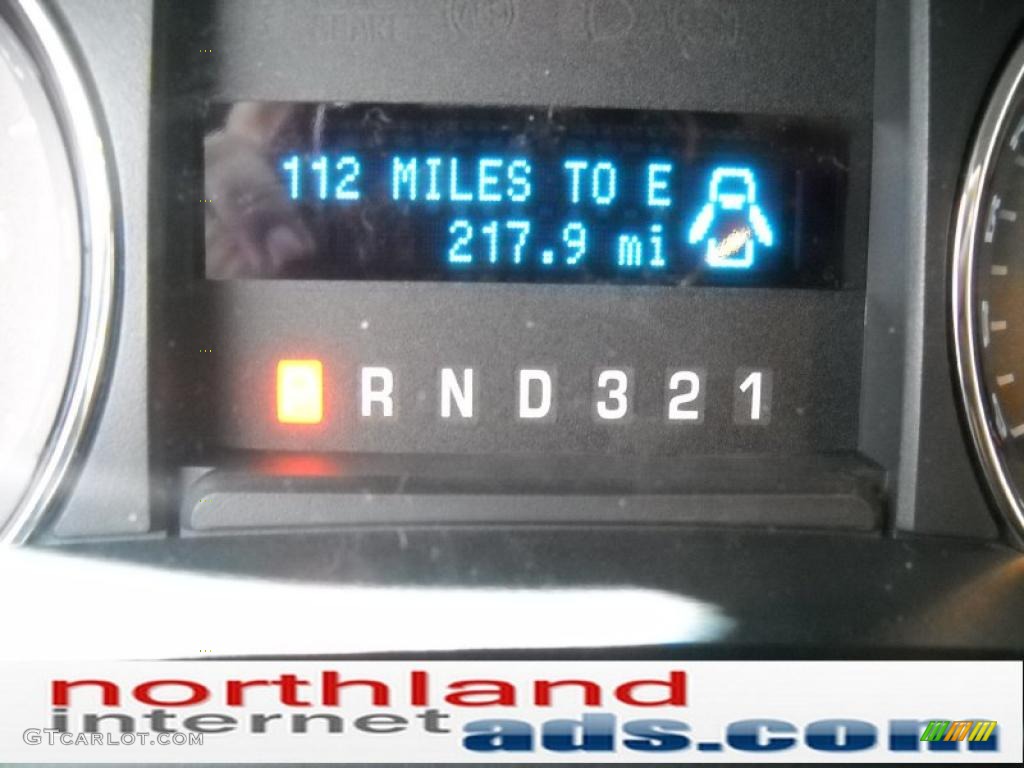 112 MILES TO E
217.9 mi
P R N D 3 2 1
northland
internet ads.com
GTCARLOT.COM